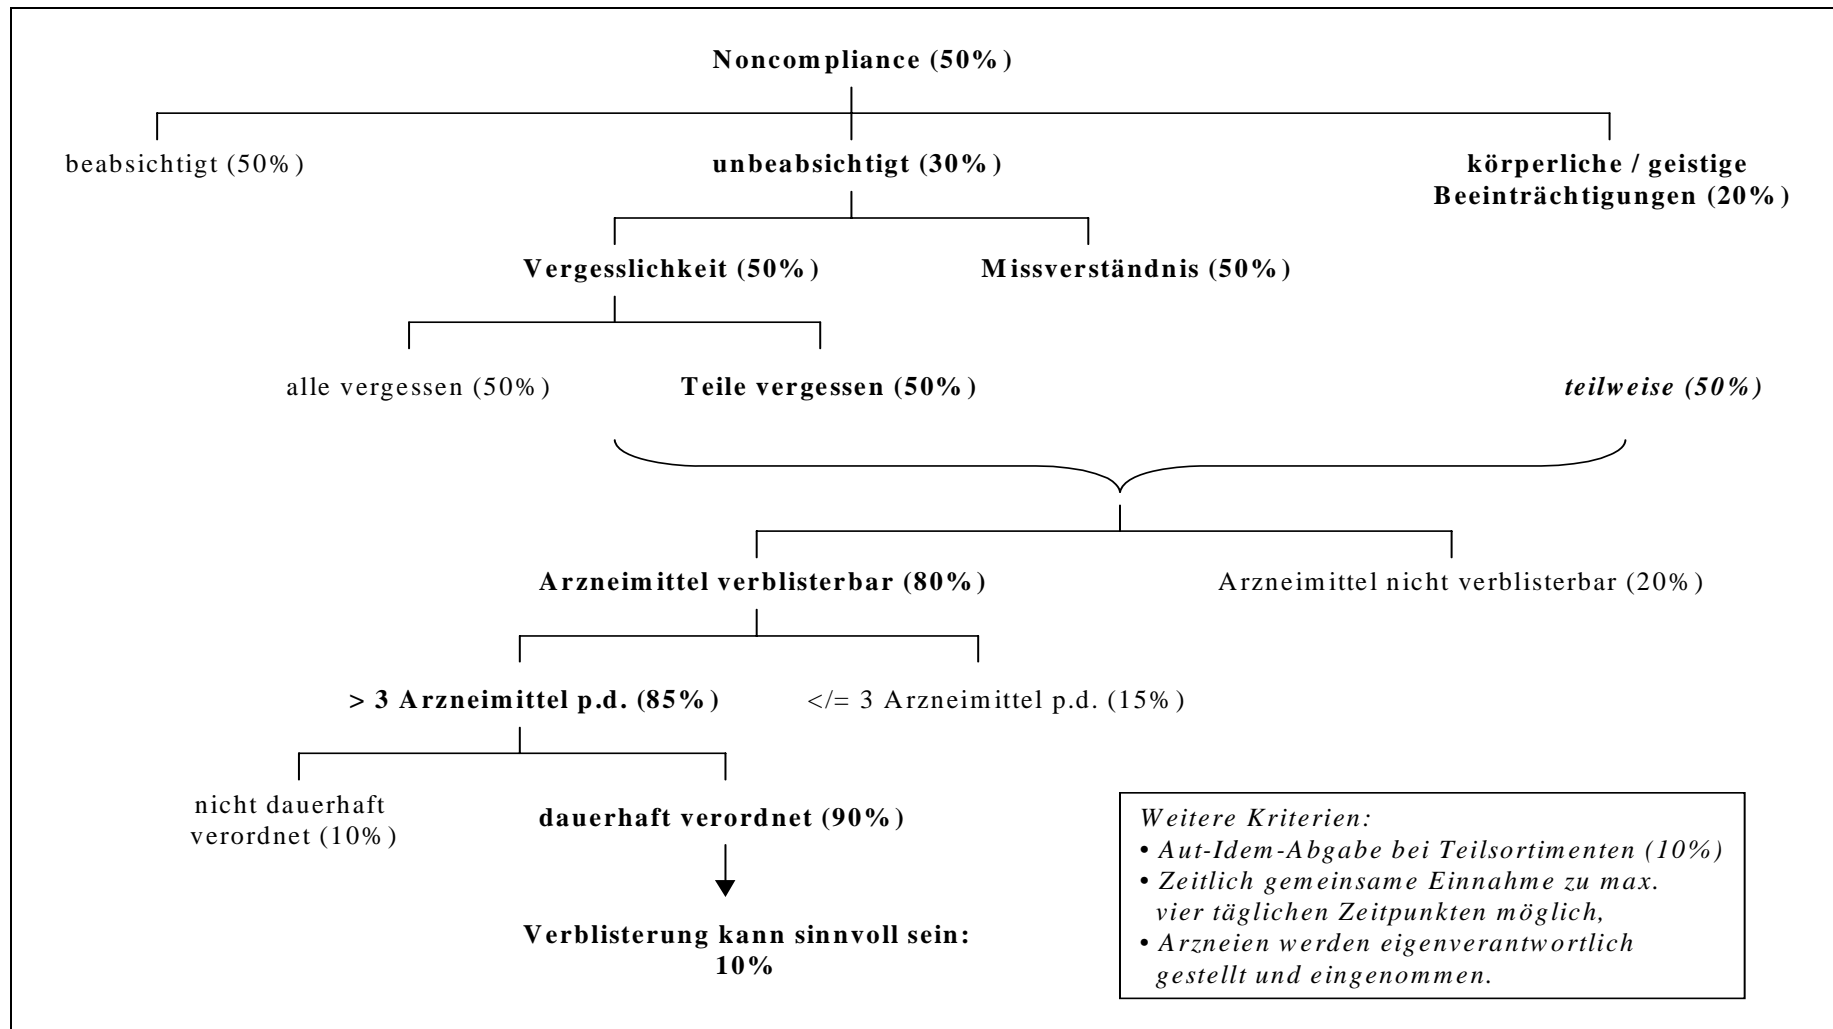 Noncompliance (50%)
beabsichtigt (50%)
unbeabsichtigt (30%)
körperliche / geistige
Beeinträchtigungen (20%)
Vergesslichkeit (50%)
Missverständnis (50%)
alle vergessen (50%)
Teile vergessen (50%)
teilweise (50%)
Arzneimittel verblisterbar (80%)
Arzneimittel nicht verblisterbar (20%)
> 3 Arzneimittel p.d. (85%)
</= 3 Arzneimittel p.d. (15%)
nicht dauerhaft
verordnet (10%)
dauerhaft verordnet (90%)
Verblisterung kann sinnvoll sein:
10%
Weitere Kriterien:
• Aut-Idem-Abgabe bei Teilsortimenten (10%)
• Zeitlich gemeinsame Einnahme zu max.
vier täglichen Zeitpunkten möglich,
• Arzneien werden eigenverantwortlich
gestellt und eingenommen.